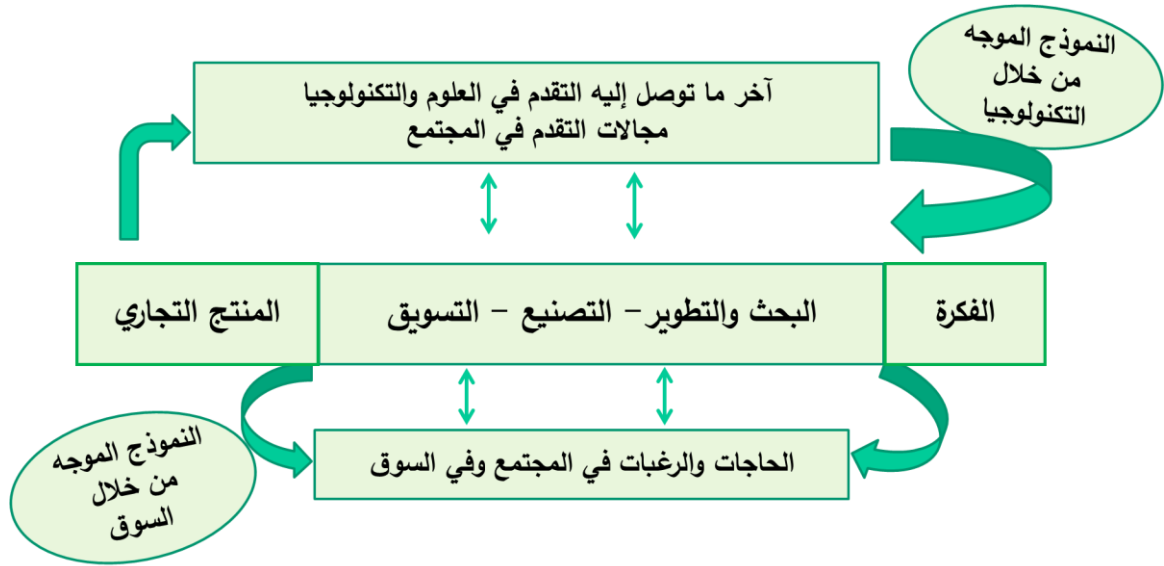 النموذج الموجه
من خلال
التكنولوجيا
آخر ما توصل إليه التقدم في العلوم والتكنولوجيا
مجالات التقدم في المجتمع
الفكرة
البحث والتطوير – التصنيع – التسويق
المنتج التجاري
الحاجات والرغبات في المجتمع وفي السوق
النموذج الموجه
من خلال
السوق